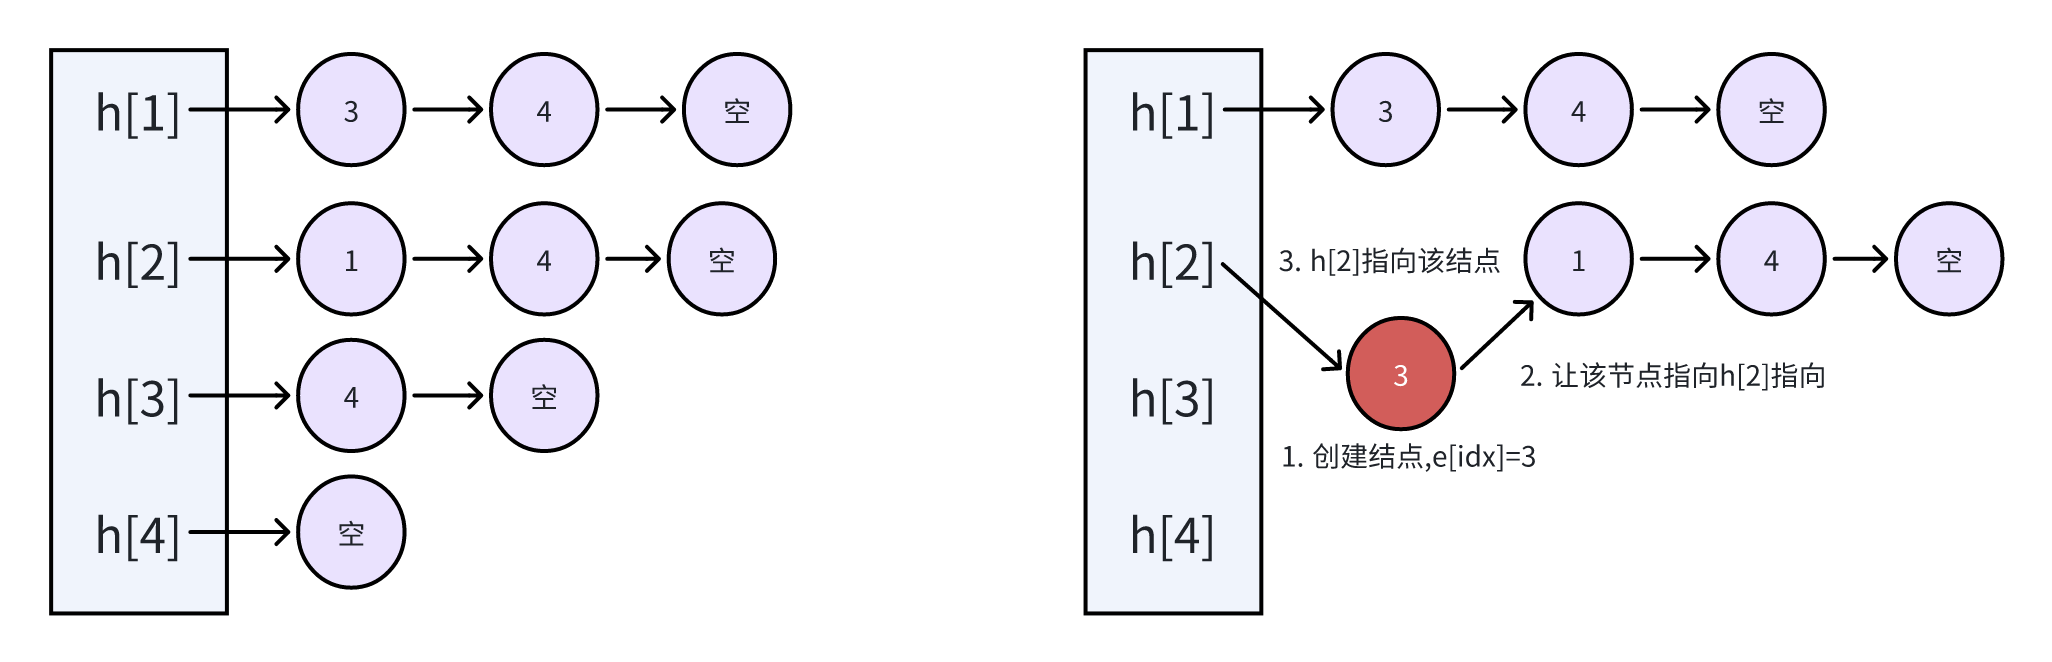 h[1] 3 4 空
h[2] 1 4 空
h[3] 4 空
h[4] 空
h[1] 3 4 空
h[2] 3. h[2]指向该结点 1 4 空
3
2. 让该节点指向h[2]指向
h[3]
1. 创建结点,e[idx]=3
h[4]